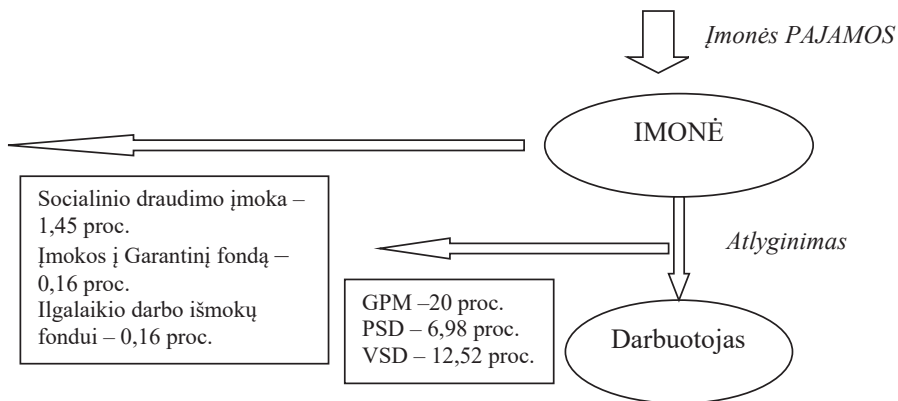 Įmonės PAJAMOS
IMONĖ
Socialinio draudimo įmoka –
1,45 proc.
Įmokos į Garantinį fondą –
0,16 proc.
Ilgalaikio darbo išmokų
fondui – 0,16 proc.
Atlyginimas
GPM –20 proc.
PSD – 6,98 proc.
VSD – 12,52 proc.
Darbuotojas